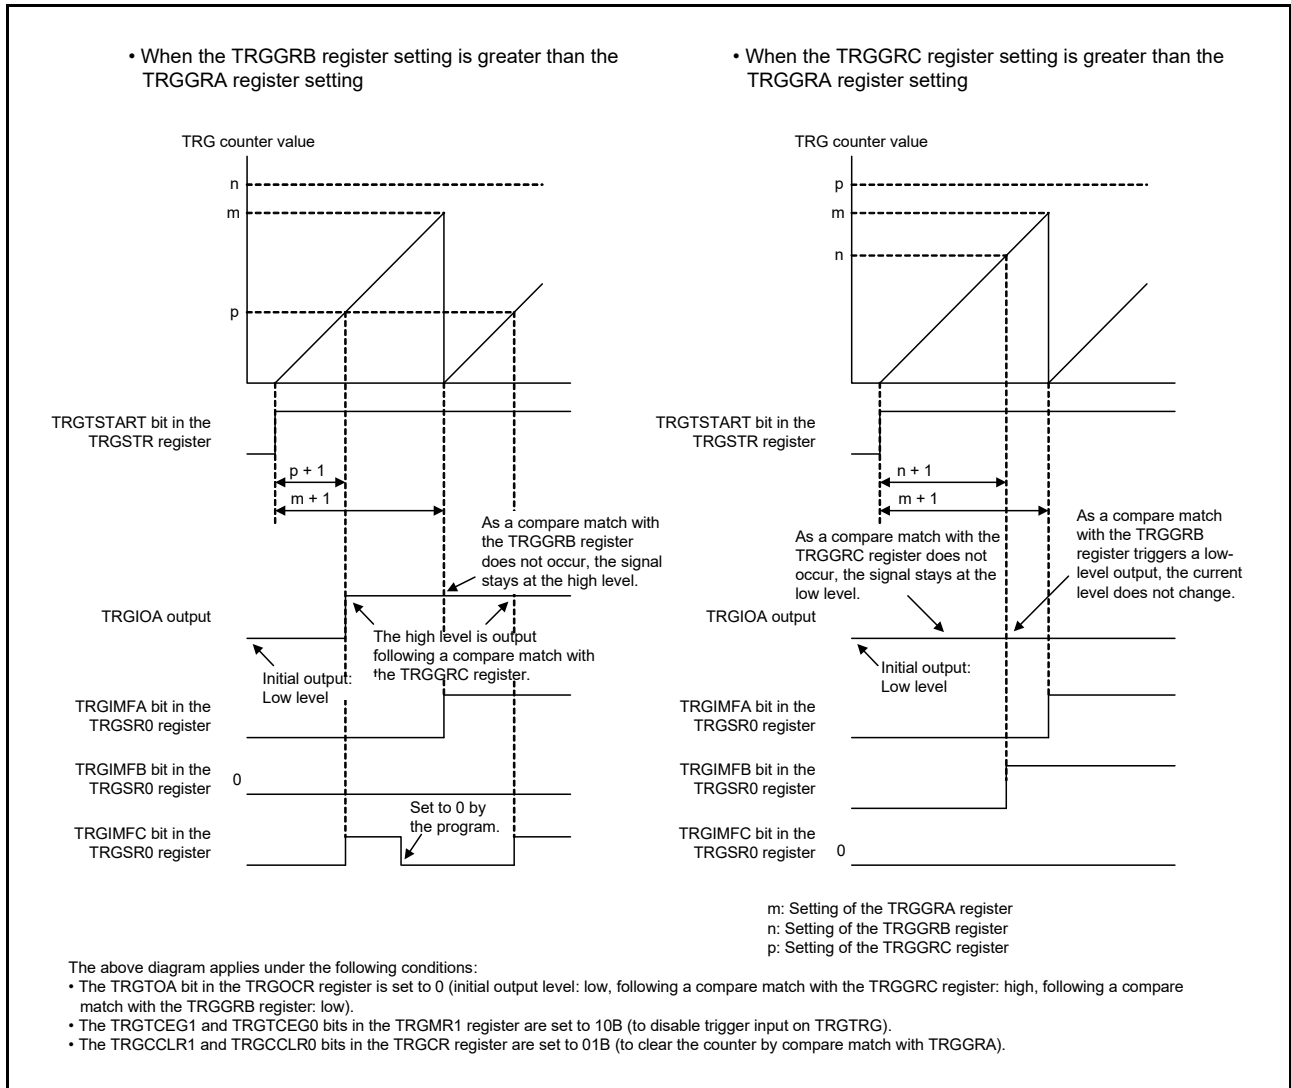 • When the TRGGRB register setting is greater than the
TRGGRA register setting
TRG counter value
n
m
p
TRGTSTART bit in the
TRGSTR register
p + 1
m + 1
As a compare match with
the TRGGRB register
does not occur, the signal
stays at the high level.
TRGIOA output
The high level is output
following a compare match with
the TRGGRC register.
Initial output:
Low level
TRGIMFA bit in the
TRGSR0 register
TRGIMFB bit in the
TRGSR0 register
0
Set to 0 by
the program.
TRGIMFC bit in the
TRGSR0 register
• When the TRGGRC register setting is greater than the
TRGGRA register setting
TRG counter value
p
m
n
TRGTSTART bit in the
TRGSTR register
n + 1
m + 1
As a compare match with the
TRGGRC register does not
occur, the signal stays at the
low level.
As a compare match
with the TRGGRB
register triggers a low-
level output, the current
level does not change.
TRGIOA output
Initial output:
Low level
TRGIMFA bit in the
TRGSR0 register
TRGIMFB bit in the
TRGSR0 register
TRGIMFC bit in the
TRGSR0 register
0
m: Setting of the TRGGRA register
n: Setting of the TRGGRB register
p: Setting of the TRGGRC register
The above diagram applies under the following conditions:
• The TRGTOA bit in the TRGOCR register is set to 0 (initial output level: low, following a compare match with the TRGGRC register: high, following a compare
match with the TRGGRB register: low).
• The TRGTCEG1 and TRGTCEG0 bits in the TRGMR1 register are set to 10B (to disable trigger input on TRGTRG).
• The TRGCCLR1 and TRGCCLR0 bits in the TRGCR register are set to 01B (to clear the counter by compare match with TRGGRA).